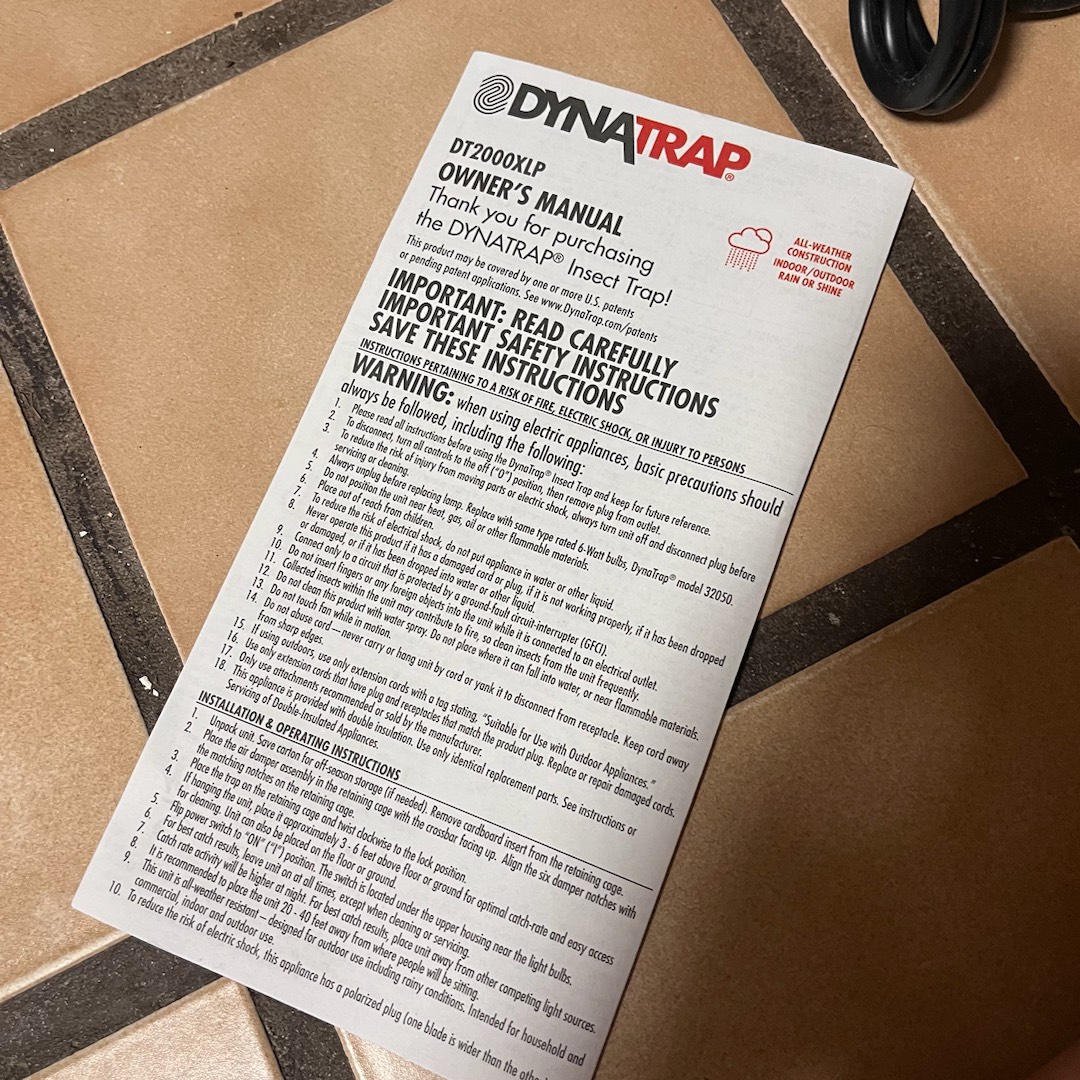 DYNATRAP®
DT2000XLP
OWNER'S MANUAL
Thank you for purchasing
the DYNATRAP® Insect Trap!
ALL-WEATHER
CONSTRUCTION
INDOOR/OUTDOOR
RAIN OR SHINE
This product may be covered by one or more U.S. patents
or pending patent applications. See www.DynaTrap.com/patents
IMPORTANT: READ CAREFULLY
IMPORTANT SAFETY INSTRUCTIONS
SAVE THESE INSTRUCTIONS
INSTRUCTIONS PERTAINING TO A RISK OF FIRE, ELECTRIC SHOCK, OR INJURY TO PERSONS
WARNING: when using electric appliances, basic precautions should
always be followed, including the following:
1. Please read all instructions before using the DynaTrap® Insect Trap and keep for future reference.
2. To disconnect, turn all controls to the off ("O") position, then remove plug from outlet.
3. To reduce the risk of injury from moving parts or electric shock, always turn unit off and disconnect plug before
servicing or cleaning.
4. Always unplug before replacing lamp. Replace with same type rated 6-Watt bulbs, DynaTrap® model 32050.
5. Do not position the unit near heat, gas, oil or other flammable materials.
6. Place out of reach from children.
7. To reduce the risk of electrical shock, do not put appliance in water or other liquid.
8. Never operate this product if it has a damaged cord or plug, if it is not working properly, if it has been dropped
or damaged, or if it has been dropped into water or other liquid.
9. Connect only to a circuit that is protected by a ground-fault circuit-interrupter (GFCI).
10. Do not insert fingers or any foreign objects into the unit while it is connected to an electrical outlet.
11. Collected insects within the unit may contribute to fire, so clean insects from the unit frequently.
12. Do not clean this product with water spray. Do not place where it can fall into water, or near flammable materials.
13. Do not touch fan while in motion.
14. Do not abuse cord—never carry or hang unit by cord or yank it to disconnect from receptacle. Keep cord away
from sharp edges.
15. If using outdoors, use only extension cords with a tag stating, "Suitable for Use with Outdoor Appliances."
16. Use only extension cords that have plug and receptacles that match the product plug. Replace or repair damaged cords.
17. Only use attachments recommended or sold by the manufacturer.
18. This appliance is provided with double insulation. Use only identical replacement parts. See instructions or
Servicing of Double-Insulated Appliances.
INSTALLATION & OPERATING INSTRUCTIONS
1. Unpack unit. Save carton for off-season storage (if needed). Remove cardboard insert from the retaining cage.
2. Place the air damper assembly in the retaining cage with the crossbar facing up. Align the six damper notches with
the matching notches on the retaining cage.
3. Place the trap on the retaining cage and twist clockwise to the lock position.
4. If hanging the unit, place it approximately 3 - 6 feet above floor or ground for optimal catch-rate and easy access
for cleaning. Unit can also be placed on the floor or ground.
5. Flip power switch to "ON" ("I") position. The switch is located under the upper housing near the light bulbs.
6. For best catch results, leave unit on at all times, except when cleaning or servicing.
7. Catch rate activity will be higher at night. For best catch results, place unit away from other competing light sources.
8. It is recommended to place the unit 20 - 40 feet away from where people will be sitting.
9. This unit is all-weather resistant – designed for outdoor use including rainy conditions. Intended for household and
commercial, indoor and outdoor use.
10. To reduce the risk of electric shock, this appliance has a polarized plug (one blade is wider than the